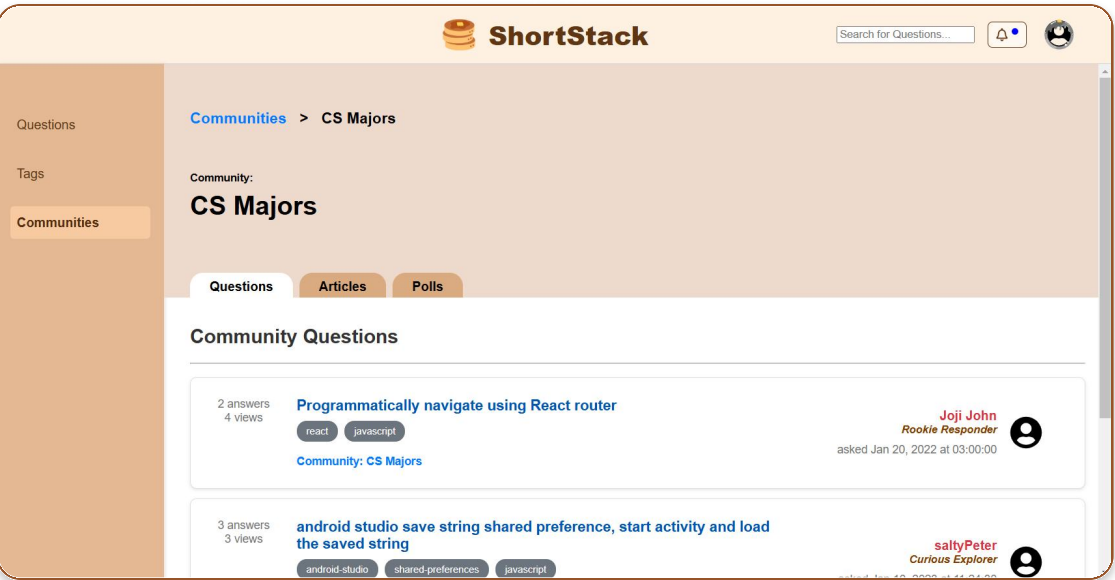 ShortStack
Search for Questions...
Questions
Tags
Communities
Communities > CS Majors
Community:
CS Majors
Questions
Articles
Polls
Community Questions
2 answers
4 views
Programmatically navigate using React router
react
javascript
Community: CS Majors
Joji John
Rookie Responder
asked Jan 20, 2022 at 03:00:00
3 answers
3 views
android studio save string shared preference, start activity and load
the saved string
android-studio
shared-preferences
javascript
saltyPeter
Curious Explorer